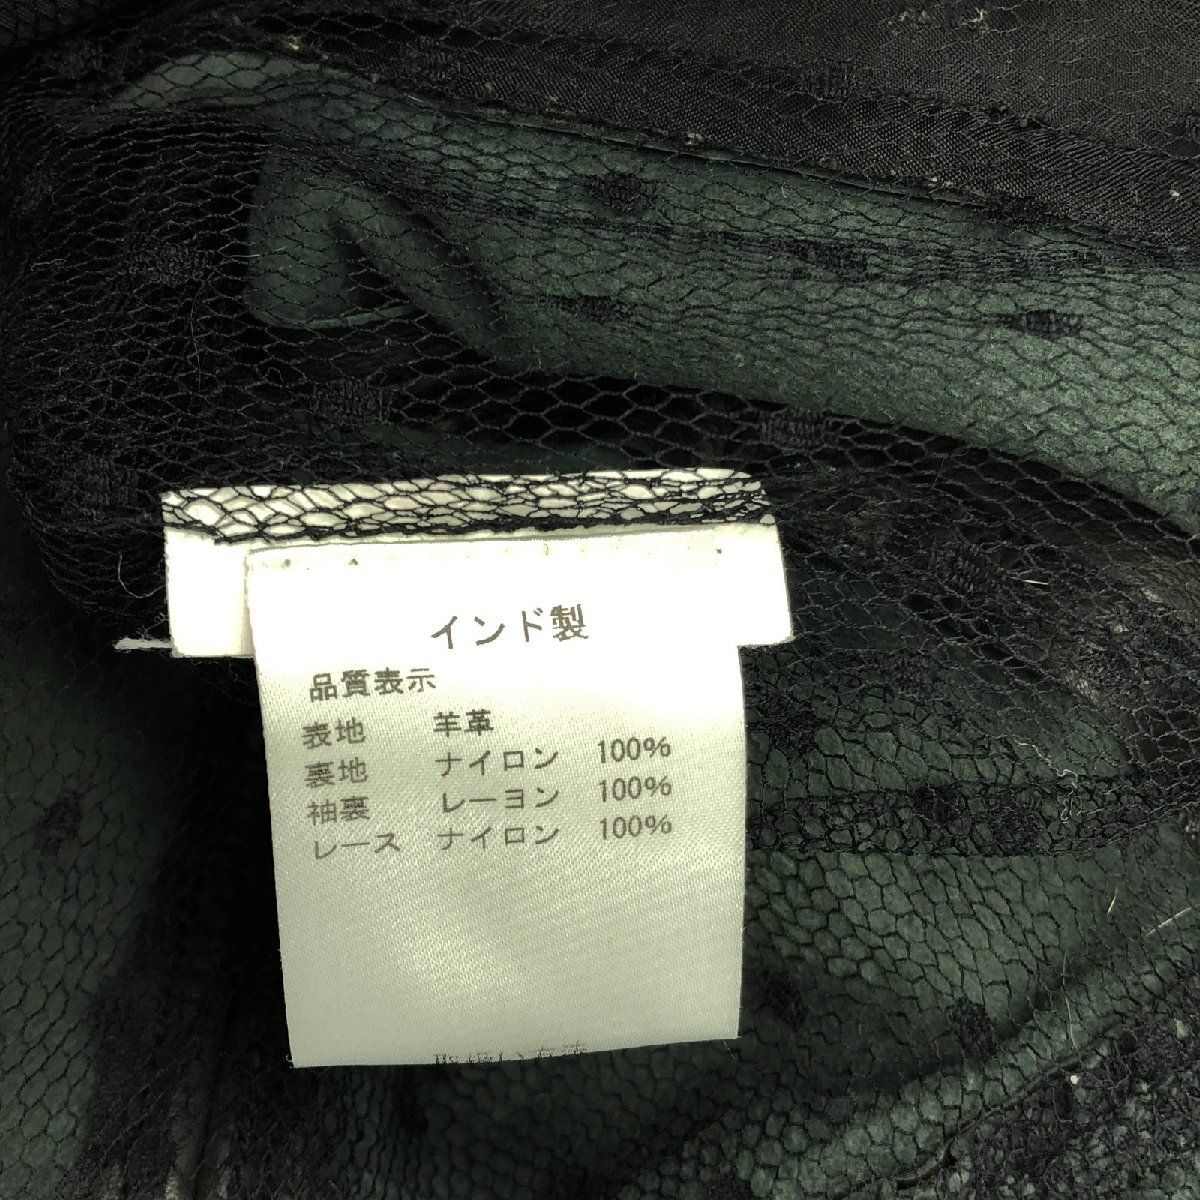 インド製
品質表示
表地 羊革
裏地 ナイロン 100%
袖裏 レーヨン 100%
レース ナイロン 100%